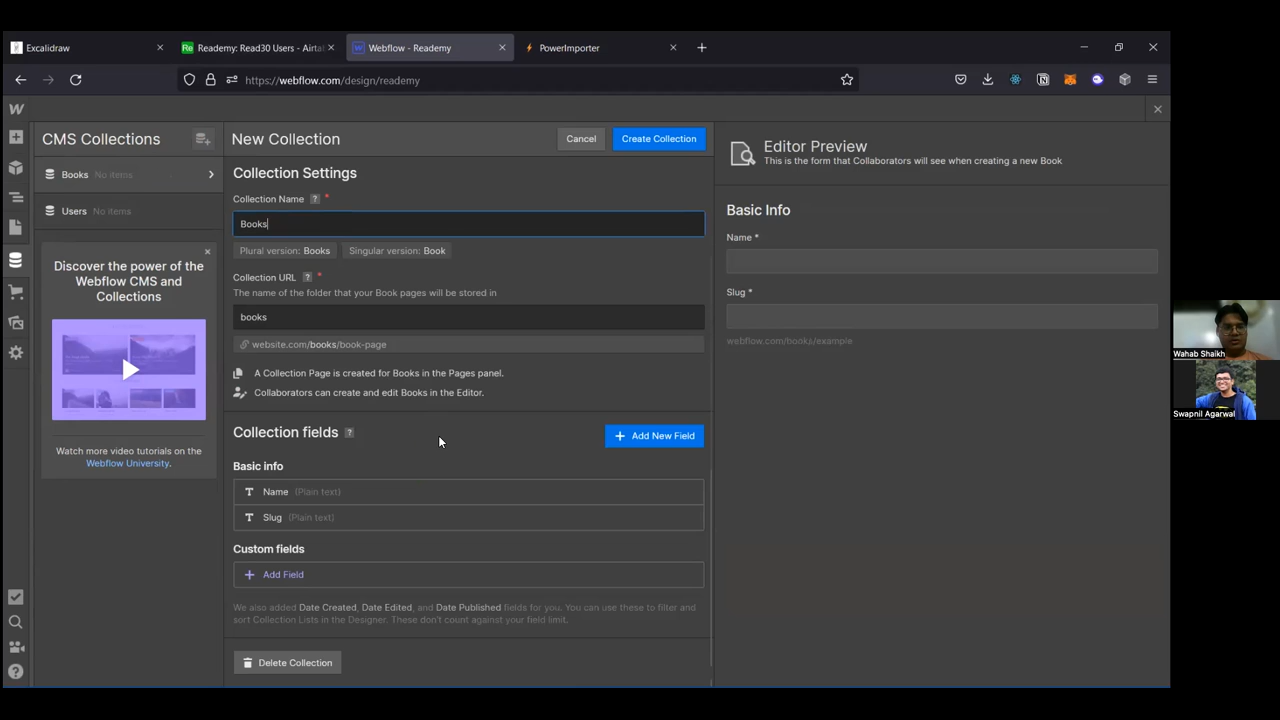 Excalidraw
Readmy: Read30 Users - Airtal
Webflow - Reademy
PowerImporter
https://webflow.com/design/reademy
CMS Collections
Books No items
Users No items
Discover the power of the
Webflow CMS and
Collections
Watch more video tutorials on the
Webflow University.
New Collection
Cancel
Create Collection
Collection Settings
Collection Name ? *
Books
Plural version: Books
Singular version: Book
Collection URL ? *
The name of the folder that your Book pages will be stored in
books
website.com/books/book-page
A Collection Page is created for Books in the Pages panel.
Collaborators can create and edit Books in the Editor.
Collection fields ?
+ Add New Field
Basic info
T Name (Plain text)
T Slug (Plain text)
Custom fields
+ Add Field
We also added Date Created, Date Edited, and Date Published fields for you. You can use these to filter and
sort Collection Lists in the Designer. These don't count against your field limit.
Delete Collection
Editor Preview
This is the form that Collaborators will see when creating a new Book
Basic Info
Name *
Slug *
webflow.com/books/example
Wahab Shaikh
Swapnil Agarwal